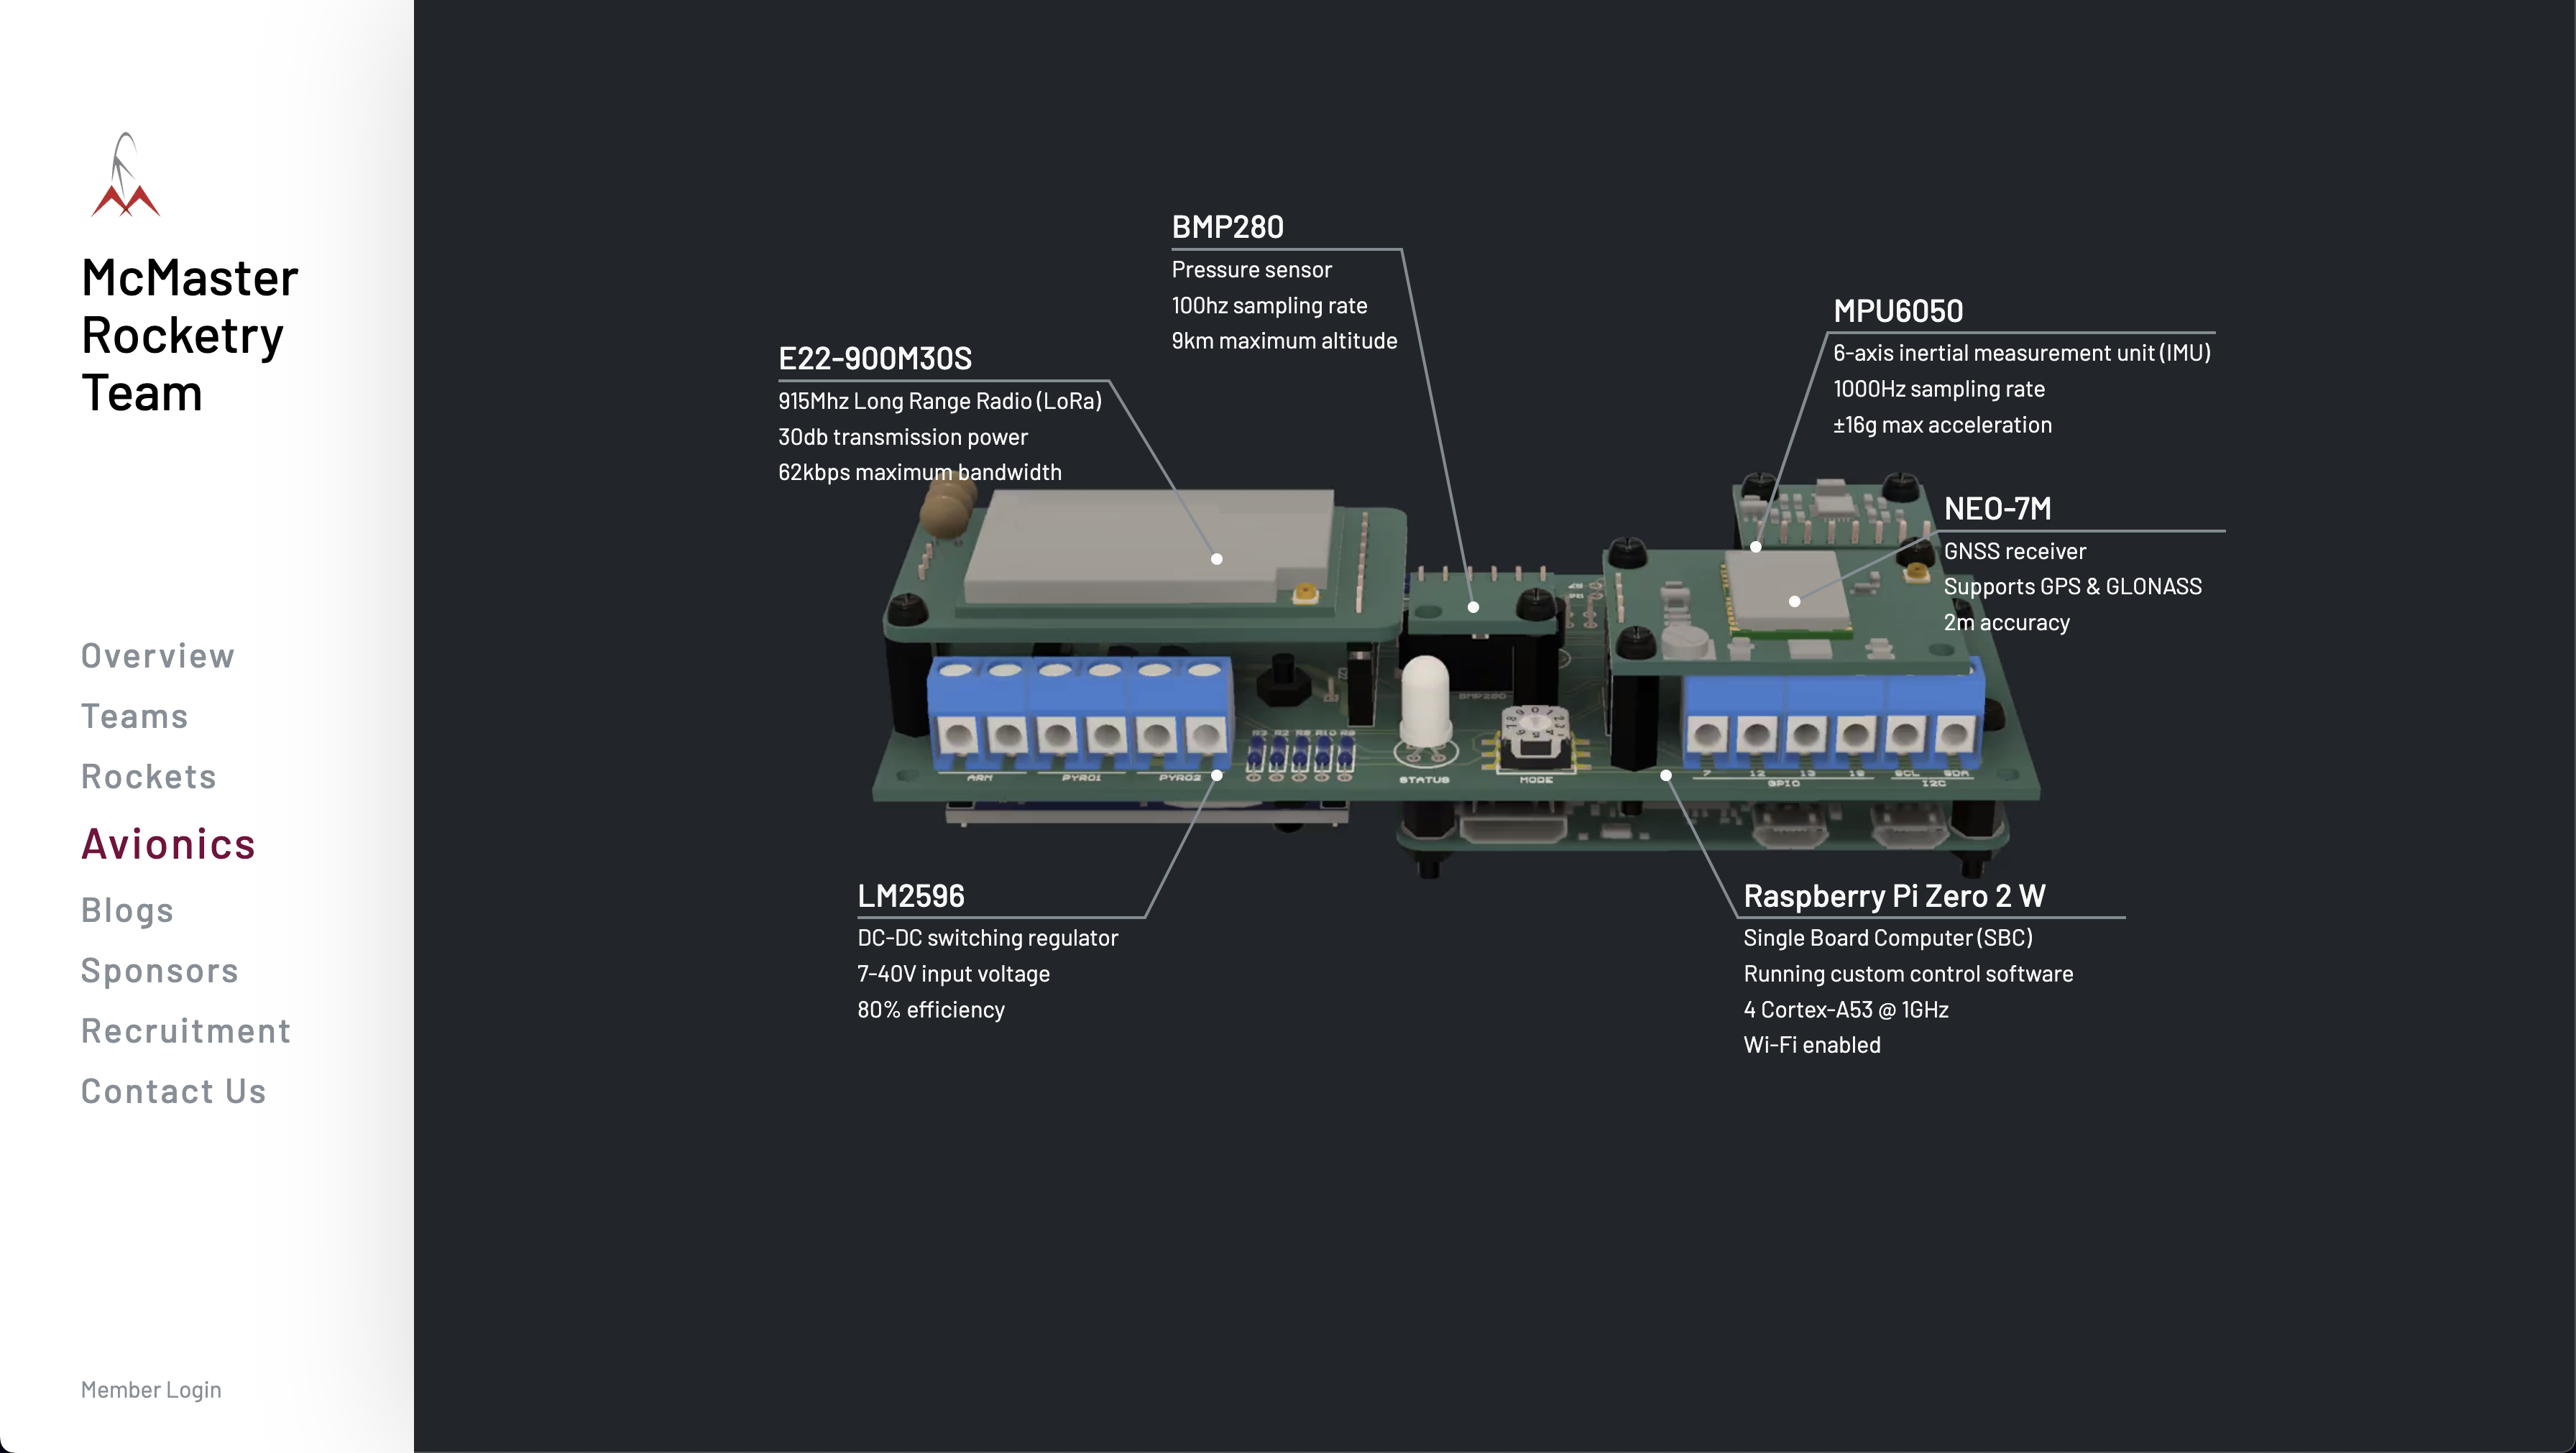 McMaster
Rocketry
Team
Overview
Teams
Rockets
Avionics
Blogs
Sponsors
Recruitment
Contact Us
Member Login
BMP280
Pressure sensor
100hz sampling rate
9km maximum altitude
E22-900M30S
915Mhz Long Range Radio (LoRa)
30db transmission power
62kbps maximum bandwidth
MPU6050
6-axis inertial measurement unit (IMU)
1000Hz sampling rate
±16g max acceleration
NEO-7M
GNSS receiver
Supports GPS & GLONASS
2m accuracy
BMP280
ARM
PYRO1
PYRO2
STATUS
MODE
GPIO
SCL SDA
I2C
LM2596
DC-DC switching regulator
7-40V input voltage
80% efficiency
Raspberry Pi Zero 2 W
Single Board Computer (SBC)
Running custom control software
4 Cortex-A53 @ 1GHz
Wi-Fi enabled